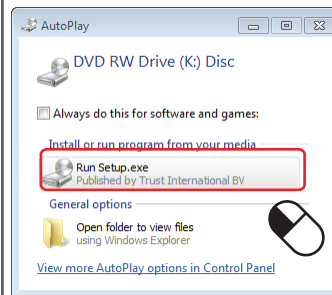 AutoPlay
DVD RW Drive (K:) Disc
Always do this for software and games:
Install or run program from your media
Run Setup.exe
Published by Trust International BV
General options
Open folder to view files
using Windows Explorer
View more AutoPlay options in Control Panel